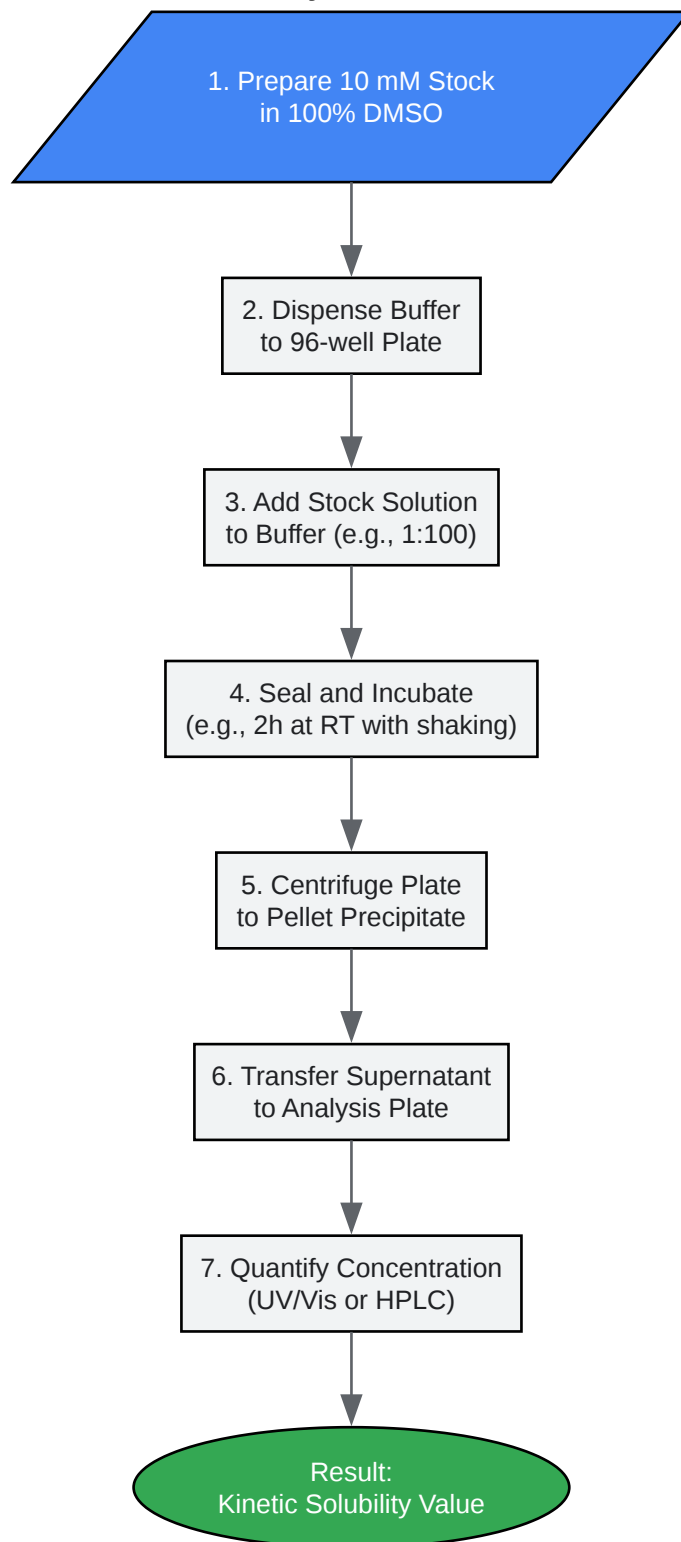 1. Prepare 10 mM Stock
in 100% DMSO
2. Dispense Buffer
to 96-well Plate
3. Add Stock Solution
to Buffer (e.g., 1:100)
4. Seal and Incubate
(e.g., 2h at RT with shaking)
5. Centrifuge Plate
to Pellet Precipitate
6. Transfer Supernatant
to Analysis Plate
7. Quantify Concentration
(UV/Vis or HPLC)
Result:
Kinetic Solubility Value